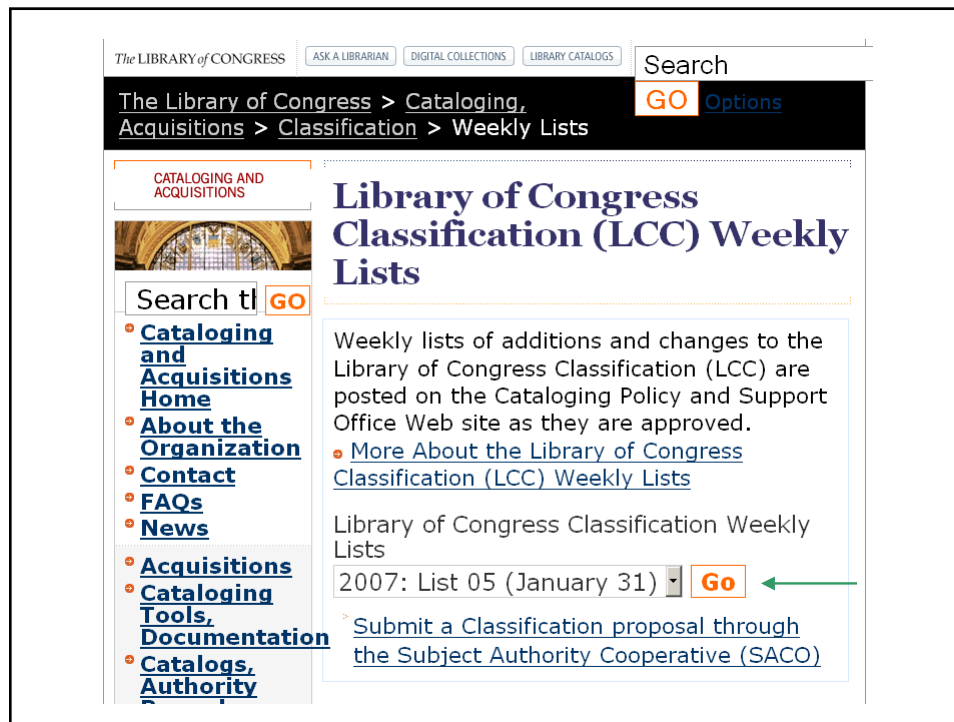 The LIBRARY of CONGRESS
ASK A LIBRARIAN
DIGITAL COLLECTIONS
LIBRARY CATALOGS
Search
GO Options
The Library of Congress > Cataloging,
Acquisitions > Classification > Weekly Lists
CATALOGING AND
ACQUISITIONS
Search th GO
Cataloging
and
Acquisitions
Home
About the
Organization
Contact
FAQs
News
Acquisitions
Cataloging
Tools,
Documentation
Catalogs,
Authority
Library of Congress
Classification (LCC) Weekly
Lists
Weekly lists of additions and changes to the
Library of Congress Classification (LCC) are
posted on the Cataloging Policy and Support
Office Web site as they are approved.
More About the Library of Congress
Classification (LCC) Weekly Lists
Library of Congress Classification Weekly
Lists
2007: List 05 (January 31) Go
Submit a Classification proposal through
the Subject Authority Cooperative (SACO)